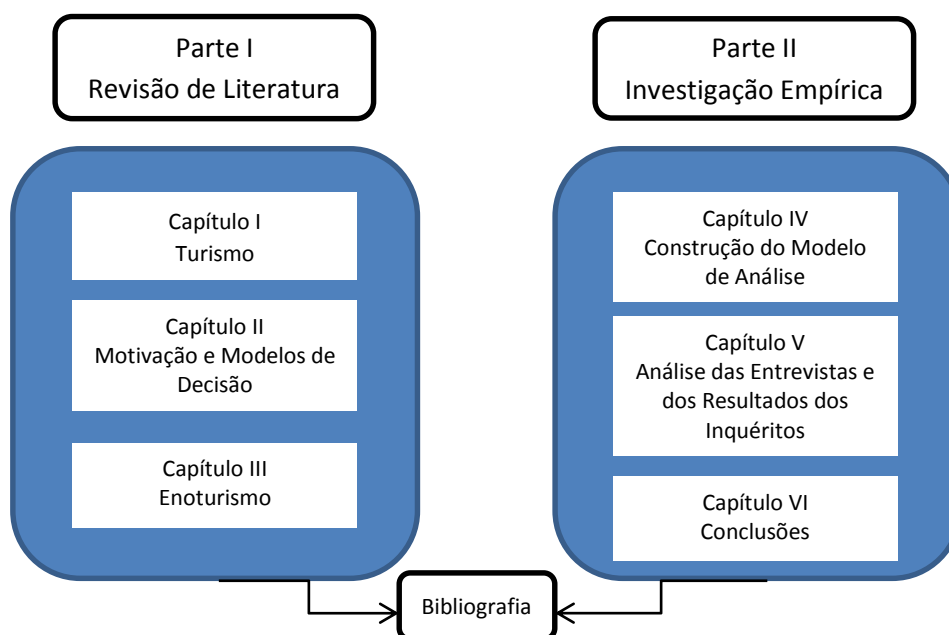 Parte I
Revisão de Literatura
Capítulo I
Turismo
Capítulo II
Motivação e Modelos de
Decisão
Capítulo III
Enoturismo
Parte II
Investigação Empírica
Capítulo IV
Construção do Modelo
de Análise
Capítulo V
Análise das Entrevistas e
dos Resultados dos
Inquéritos
Capítulo VI
Conclusões
Bibliografia